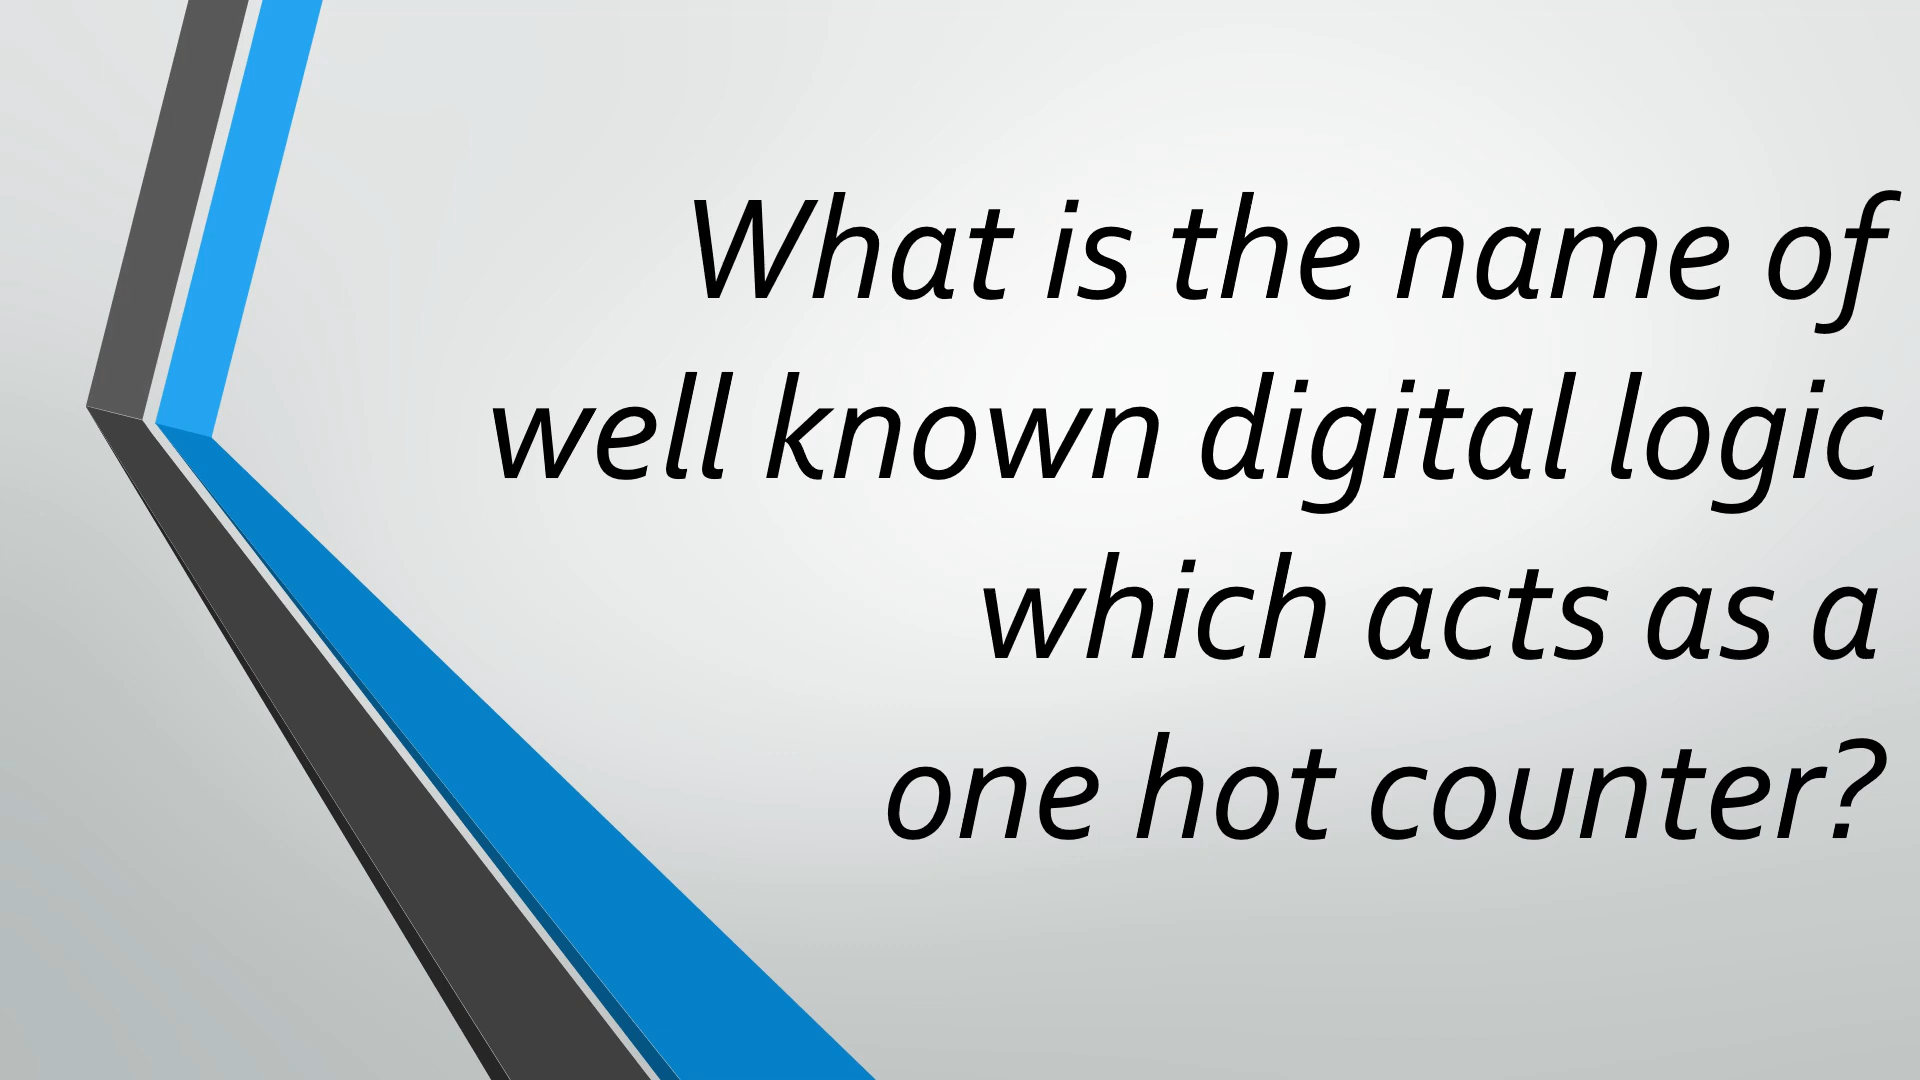 What is the name of
well known digital logic
which acts as a
one hot counter?